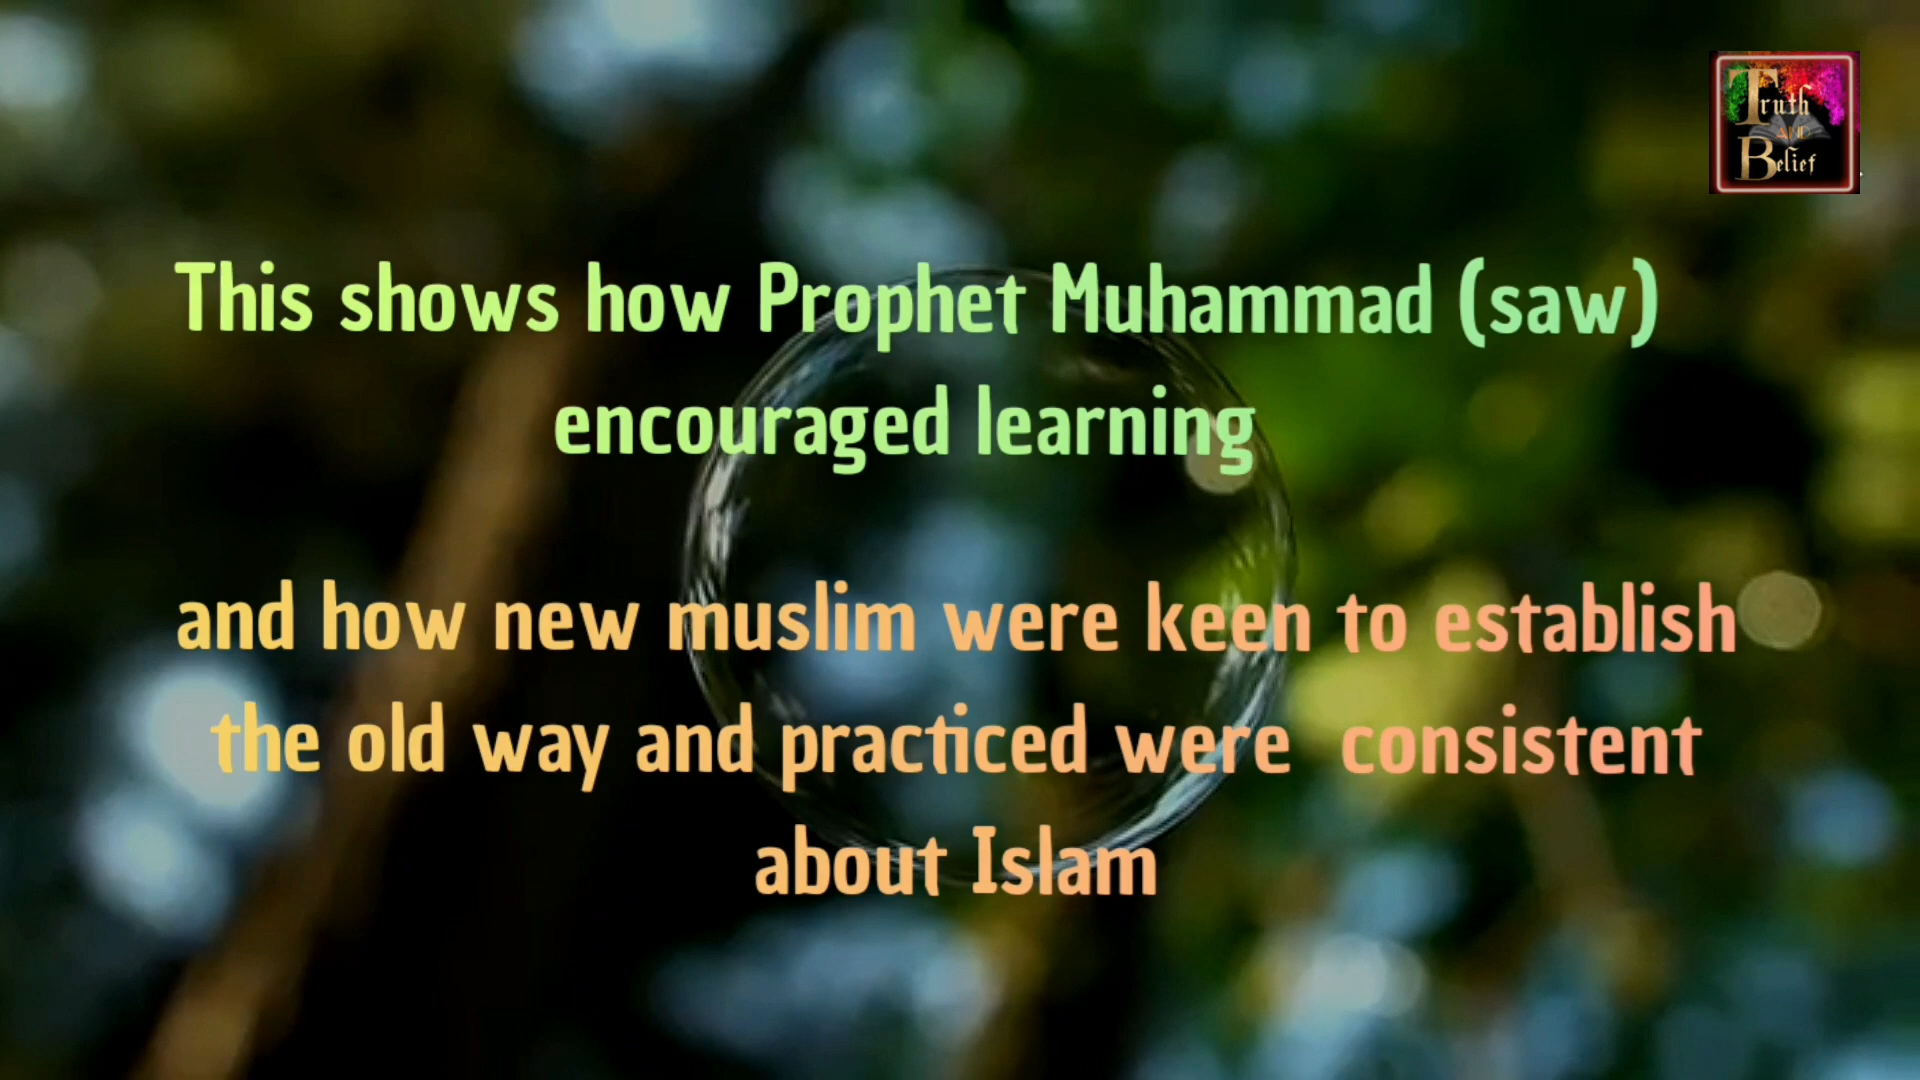 Truth
AND
Belief
This shows how Prophet Muhammad (saw)
encouraged learning
and how new muslim were keen to establish
the old way and practiced were consistent
about Islam